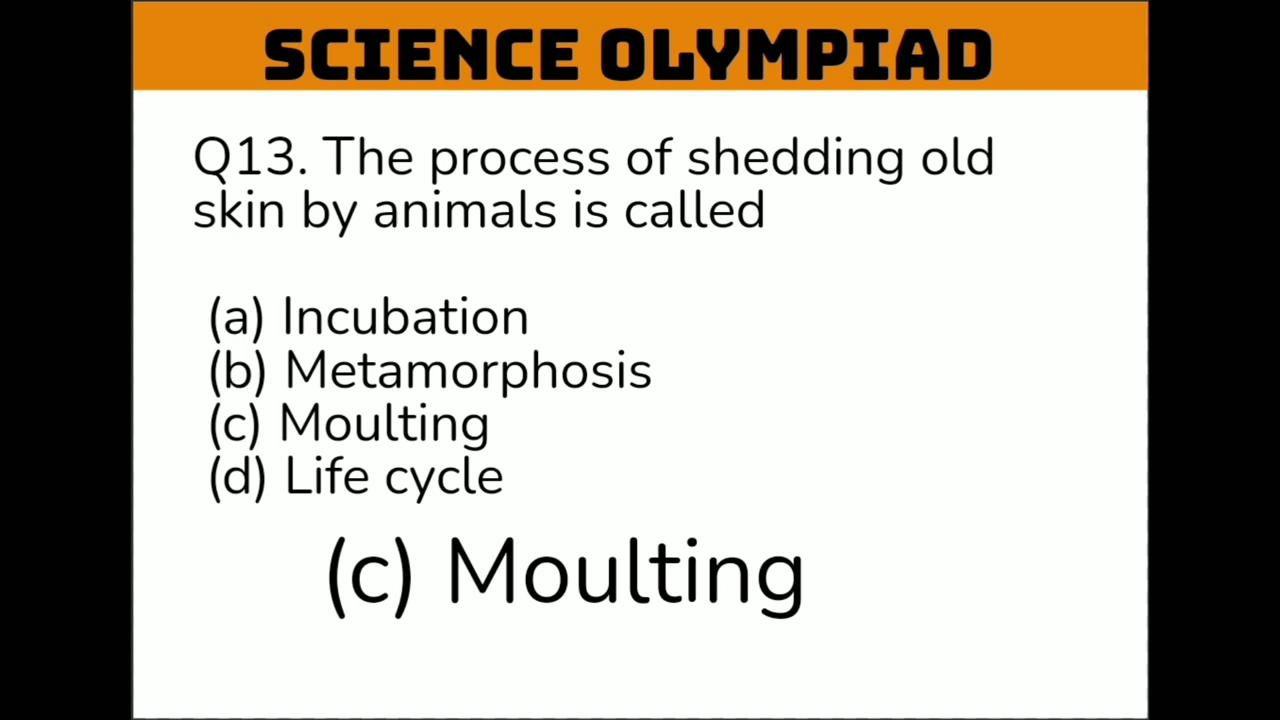 SCIENCE OLYMPIAD
Q13. The process of shedding old
skin by animals is called
(a) Incubation
(b) Metamorphosis
(c) Moulting
(d) Life cycle
(c) Moulting